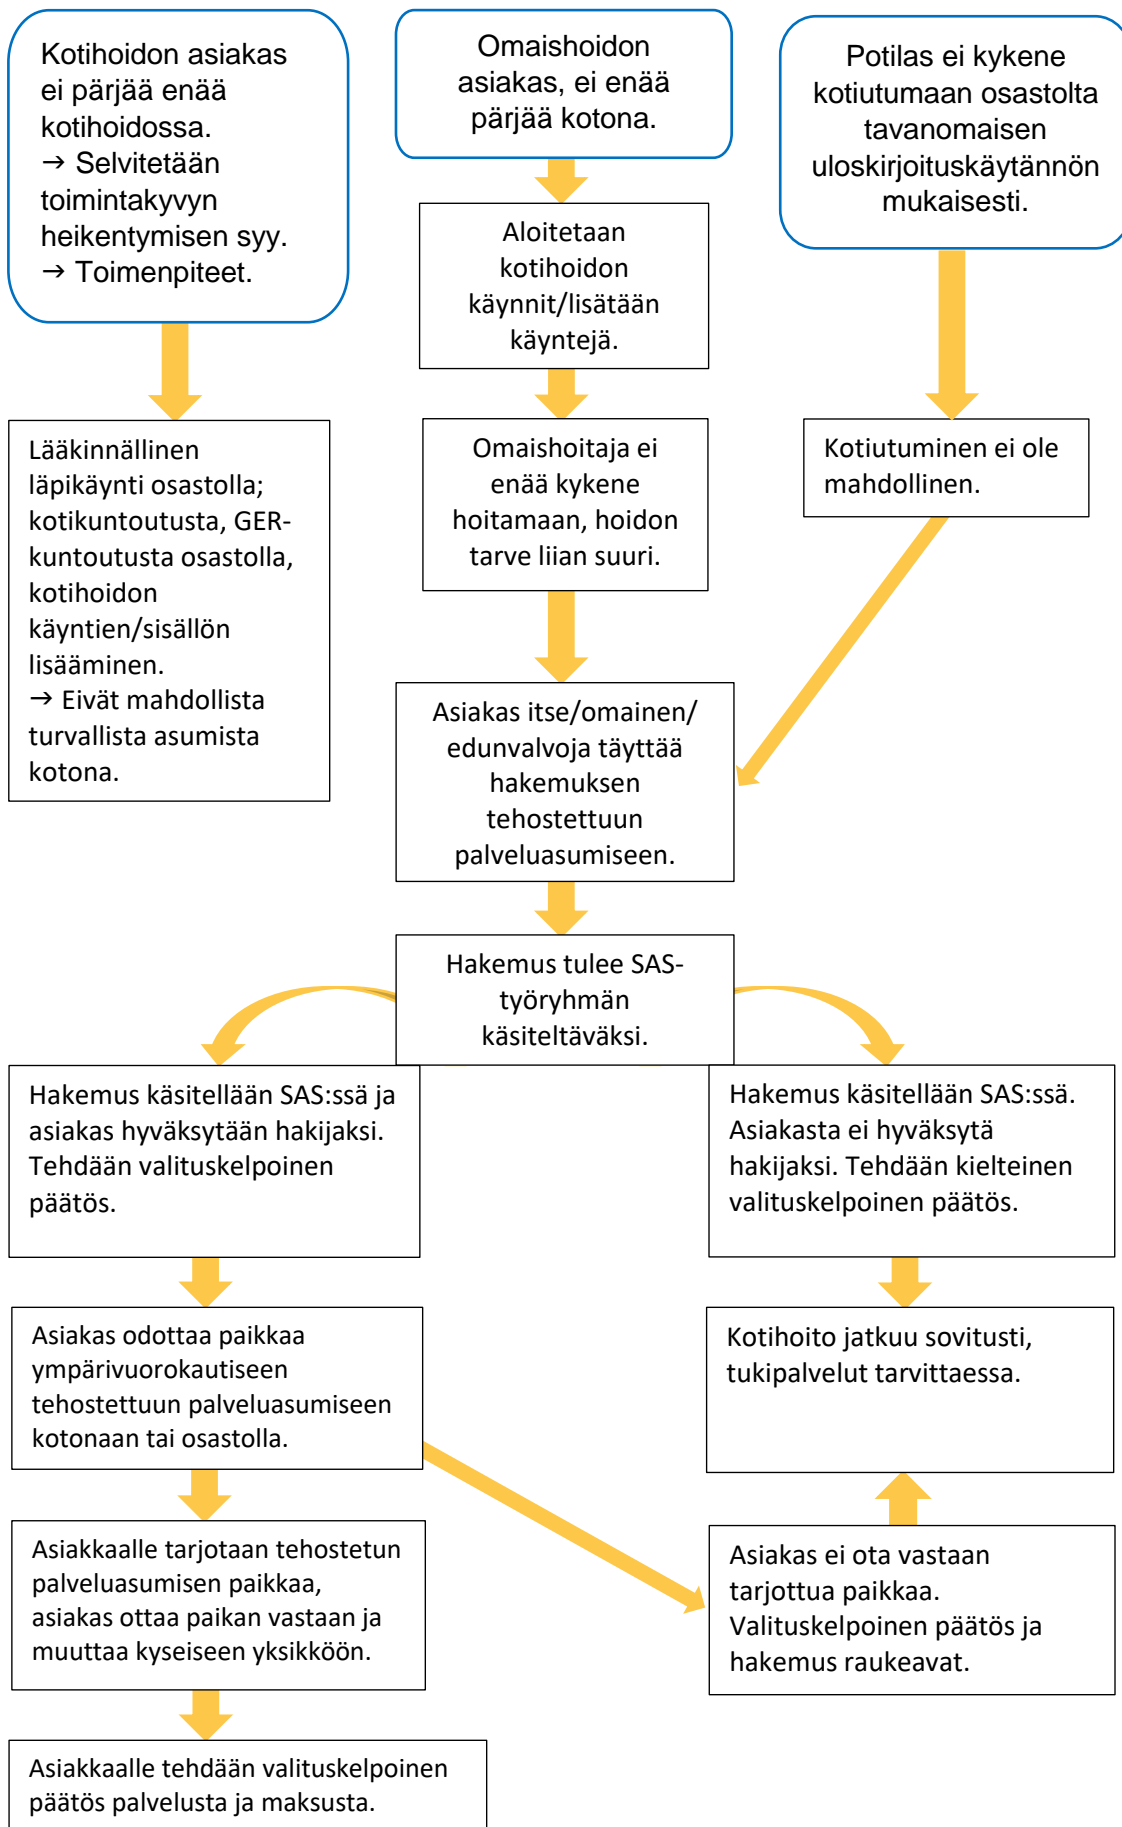 Kotihoidon asiakas
ei pärjää enää
kotihoidossa.
→ Selvitetään
toimintakyvyn
heikentymisen syy.
→ Toimenpiteet.
Omaishoidon
asiakas, ei enää
pärjää kotona.
Potilas ei kykene
kotiutumaan osastolta
tavanomaisen
uloskirjoituskäytännön
mukaisesti.
Aloitetaan
kotihoidon
käynnit/lisätään
käyntejä.
Lääkinnällinen
läpikäynti osastolla;
kotikuntoutusta, GER-
kuntoutusta osastolla,
kotihoidon
käyntien/sisällön
lisääminen.
→ Eivät mahdollista
turvallista asumista
kotona.
Omaishoitaja ei
enää kykene
hoitamaan, hoidon
tarve liian suuri.
Kotiutuminen ei ole
mahdollinen.
Asiakas itse/omainen/
edunvalvoja täyttää
hakemuksen
tehostettuun
palveluasumiseen.
Hakemus tulee SAS-
työryhmän
käsiteltäväksi.
Hakemus käsitellään SAS:ssä ja
asiakas hyväksytään hakijaksi.
Tehdään valituskelpoinen
päätös.
Hakemus käsitellään SAS:ssä.
Asiakasta ei hyväksytä
hakijaksi. Tehdään kielteinen
valituskelpoinen päätös.
Asiakas odottaa paikkaa
ympärivuorokautiseen
tehostettuun palveluasumiseen
kotonaan tai osastolla.
Kotihoito jatkuu sovitusti,
tukipalvelut tarvittaessa.
Asiakkaalle tarjotaan tehostetun
palveluasumisen paikkaa,
asiakas ottaa paikan vastaan ja
muuttaa kyseiseen yksikköön.
Asiakas ei ota vastaan
tarjottua paikkaa.
Valituskelpoinen päätös ja
hakemus raukeavat.
Asiakkaalle tehdään valituskelpoinen
päätös palvelusta ja maksusta.